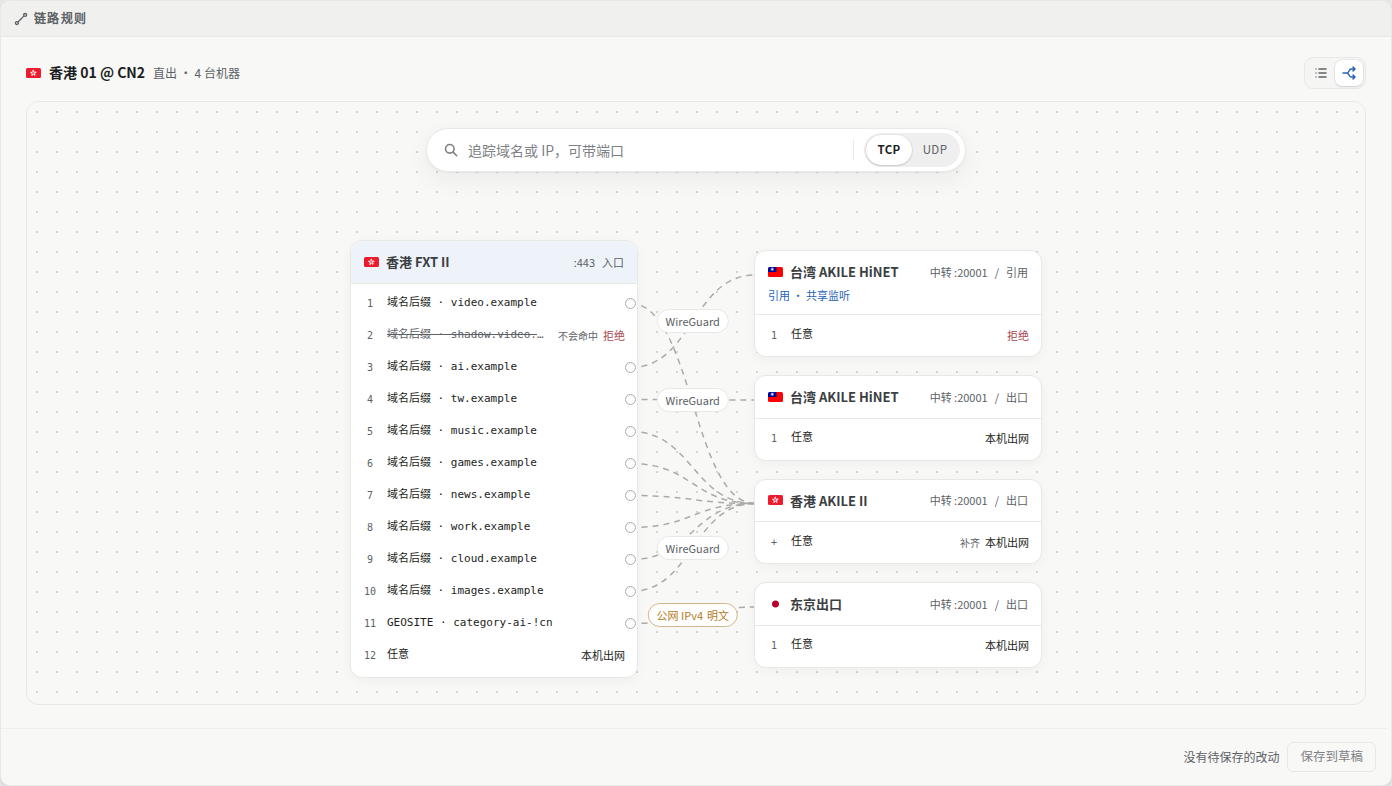 链路规则
香港 01 @ CN2 直出 · 4 台机器
追踪域名或 IP，可带端口 TCP UDP
香港 FXT II :443 入口
1 域名后缀 · video.example
2 域名后缀 · shadow.video.… 不会命中 拒绝
3 域名后缀 · ai.example
4 域名后缀 · tw.example
5 域名后缀 · music.example
6 域名后缀 · games.example
7 域名后缀 · news.example
8 域名后缀 · work.example
9 域名后缀 · cloud.example
10 域名后缀 · images.example
11 GEOSITE · category-ai-!cn
12 任意 本机出网
WireGuard
WireGuard
WireGuard
公网 IPv4 明文
台湾 AKILE HiNET 中转 :20001 / 引用
引用 · 共享监听
1 任意 拒绝
台湾 AKILE HiNET 中转 :20001 / 出口
1 任意 本机出网
香港 AKILE II 中转 :20001 / 出口
+ 任意 补齐 本机出网
东京出口 中转 :20001 / 出口
1 任意 本机出网
没有待保存的改动 保存到草稿